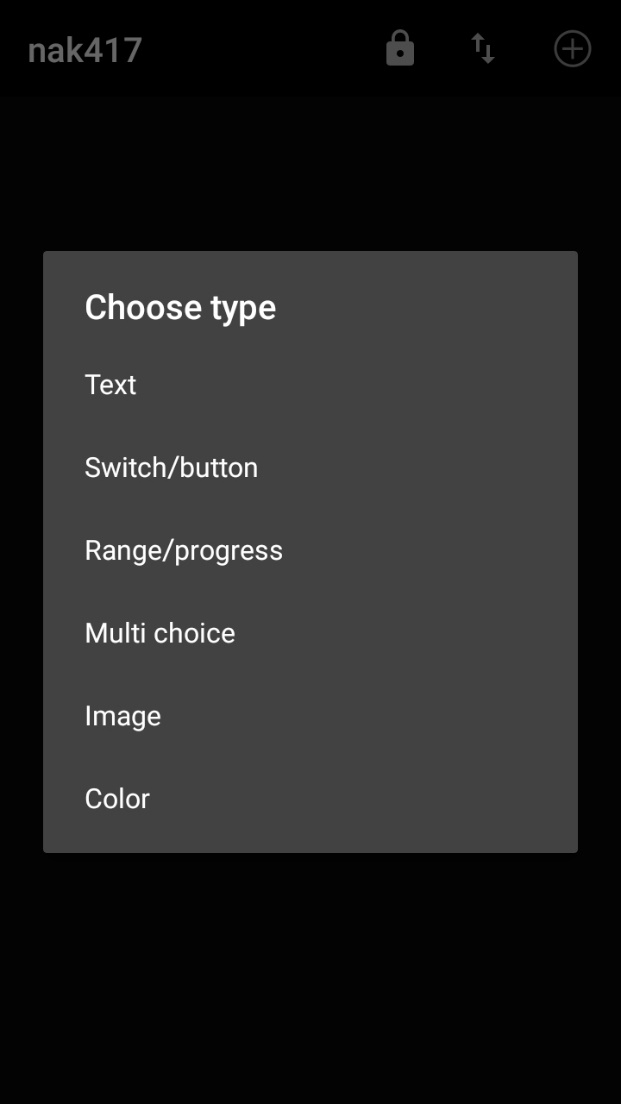 nak417
Choose type
Text
Switch/button
Range/progress
Multi choice
Image
Color